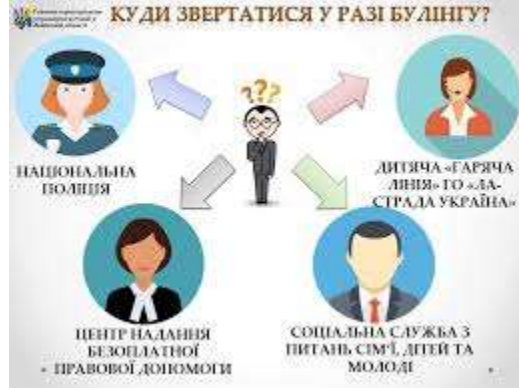 КУДИ ЗВЕРТАТИСЯ У РАЗІ БУЛІНГУ?
???
НАЦІОНАЛЬНА
ПОЛІЦІЯ
ДИТЯЧА «ГАРЯЧА
ЛІНІЯ» ГО «ЛА-
СТРАДА УКРАЇНА»
ЦЕНТР НАДАННЯ
БЕЗОПЛАТНОЇ
ПРАВОВОЇ ДОПОМОГИ
СОЦІАЛЬНА СЛУЖБА З
ПИТАНЬ СІМ'Ї, ДІТЕЙ ТА
МОЛОДІ